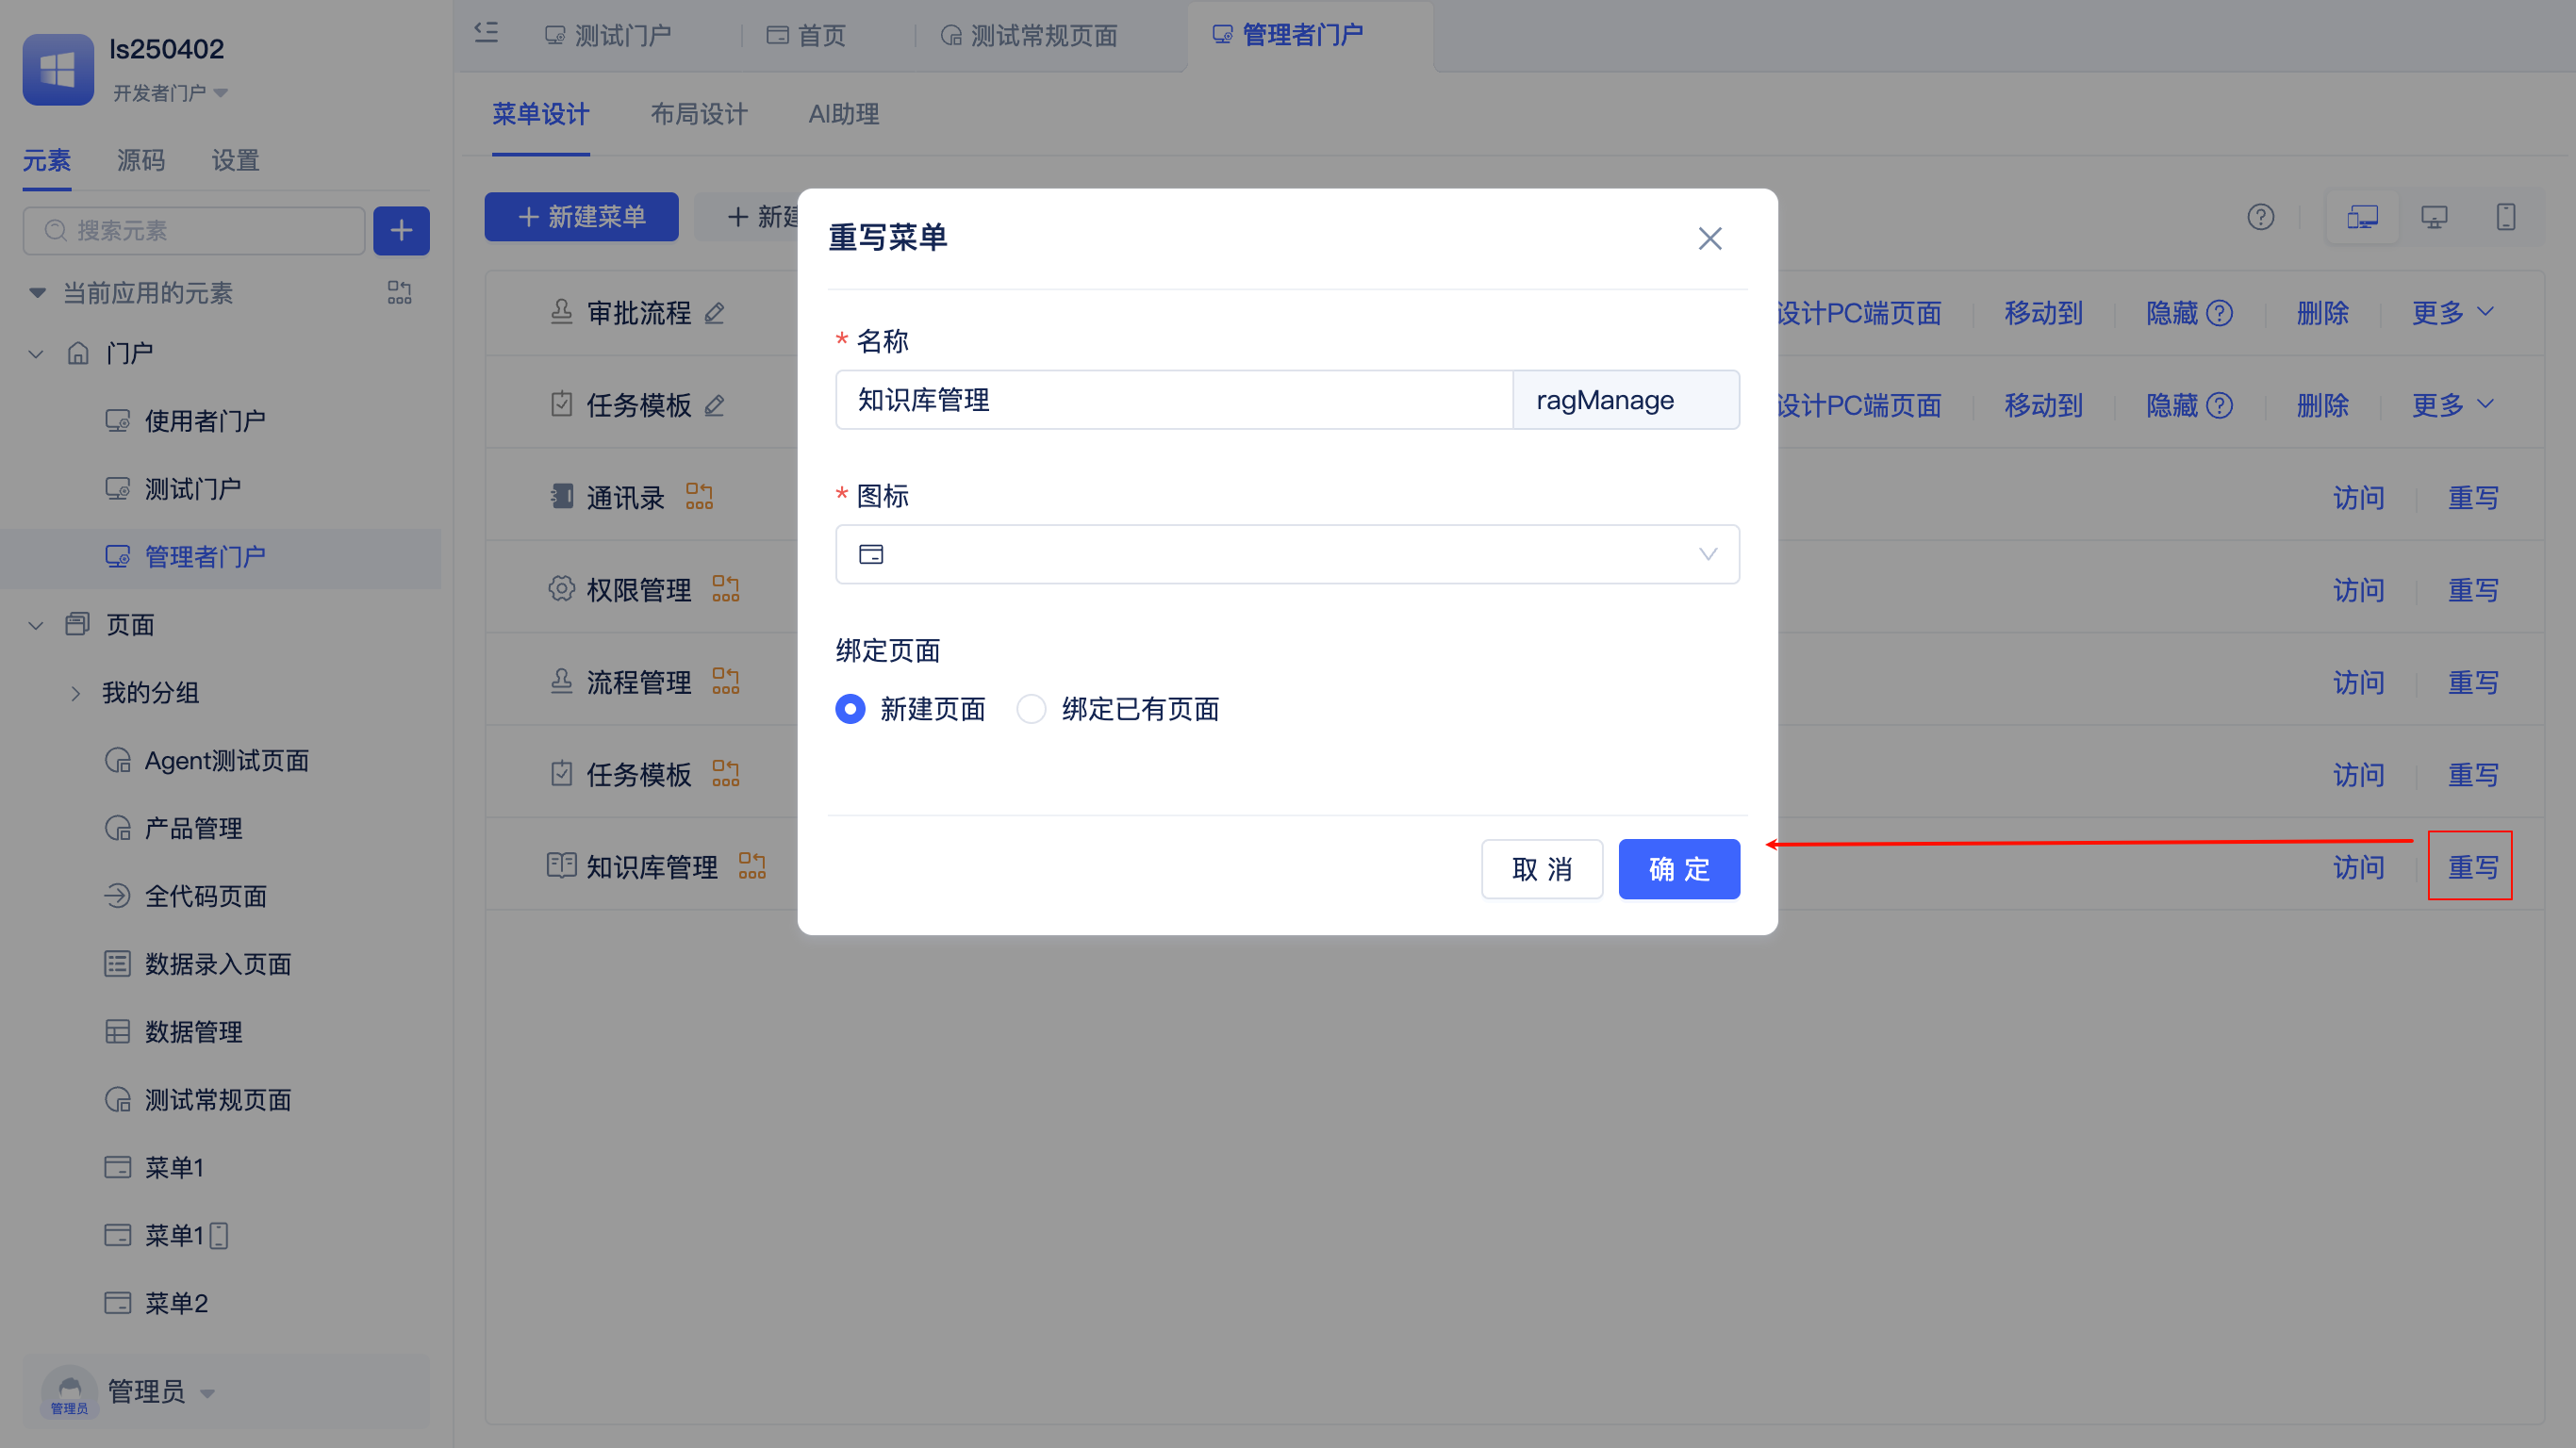 ls250402
开发者门户
元素 源码 设置
搜索元素
当前应用的元素
门户
使用者门户
测试门户
管理者门户
页面
我的分组
Agent测试页面
产品管理
全代码页面
数据录入页面
数据管理
测试常规页面
菜单1
菜单1
菜单2
管理员 管理员
测试门户 首页 测试常规页面 管理者门户
菜单设计 布局设计 AI助理
新建菜单 新建
审批流程 设计PC端页面 移动到 隐藏 删除 更多
任务模板 设计PC端页面 移动到 隐藏 删除 更多
通讯录 访问 重写
权限管理 访问 重写
流程管理 访问 重写
任务模板 访问 重写
知识库管理 访问 重写
重写菜单
* 名称
知识库管理 ragManage
* 图标
绑定页面
新建页面 绑定已有页面
取 消 确 定